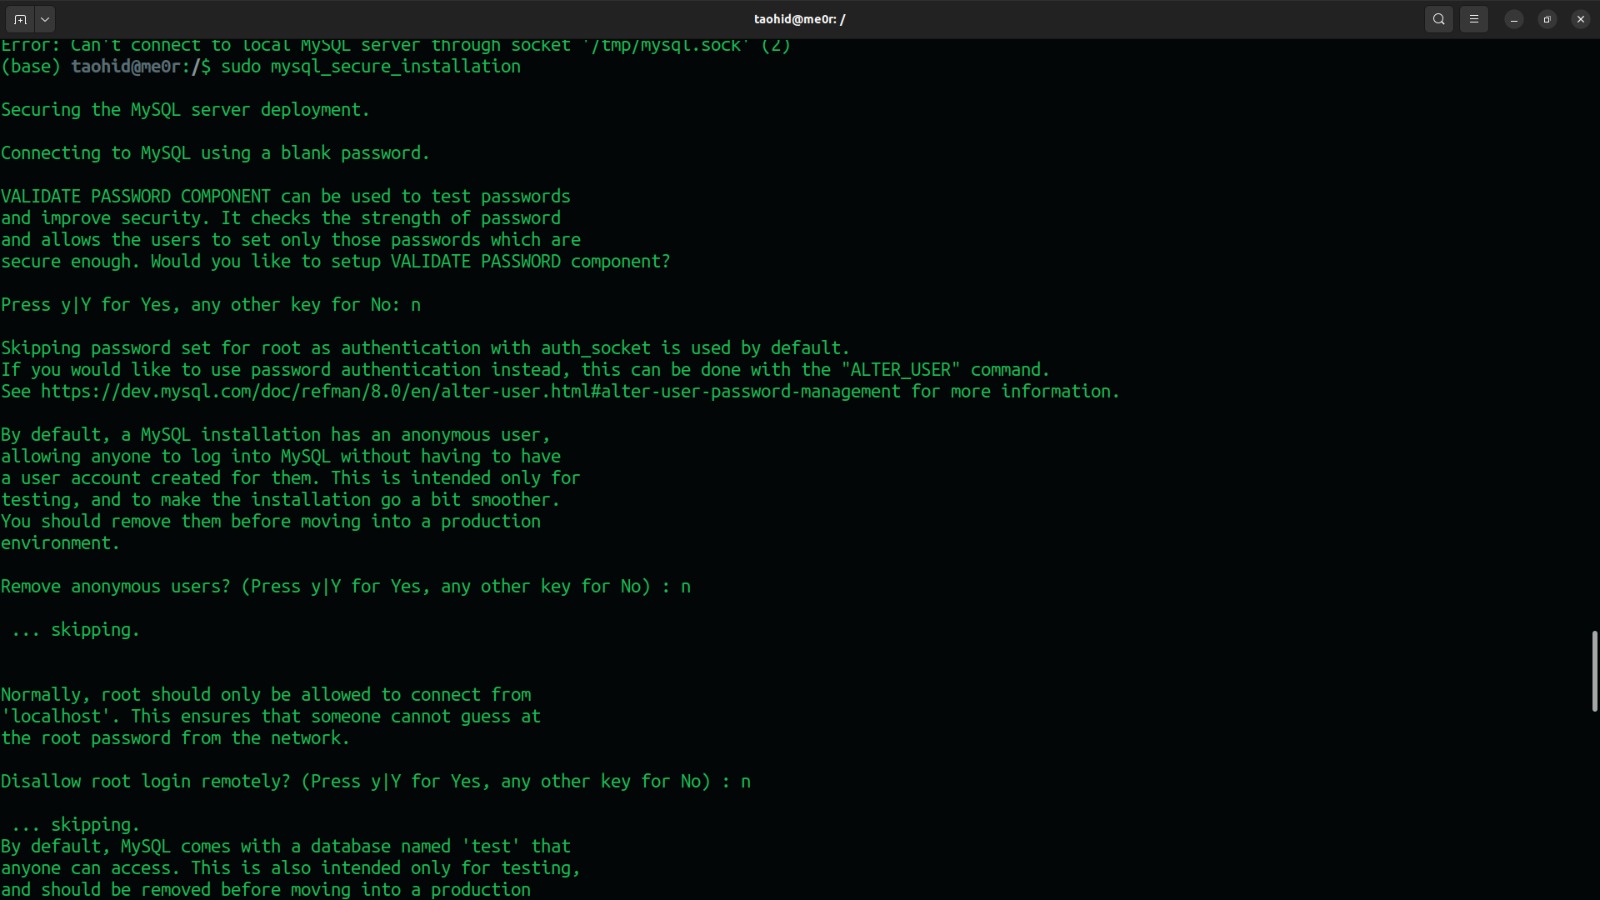 taohid@me0r: /
Error: Can't connect to local MySQL server through socket '/tmp/mysql.sock' (2)
(base) taohid@me0r:/$ sudo mysql_secure_installation
Securing the MySQL server deployment.
Connecting to MySQL using a blank password.
VALIDATE PASSWORD COMPONENT can be used to test passwords
and improve security. It checks the strength of password
and allows the users to set only those passwords which are
secure enough. Would you like to setup VALIDATE PASSWORD component?
Press y|Y for Yes, any other key for No: n
Skipping password set for root as authentication with auth_socket is used by default.
If you would like to use password authentication instead, this can be done with the "ALTER_USER" command.
See https://dev.mysql.com/doc/refman/8.0/en/alter-user.html#alter-user-password-management for more information.
By default, a MySQL installation has an anonymous user,
allowing anyone to log into MySQL without having to have
a user account created for them. This is intended only for
testing, and to make the installation go a bit smoother.
You should remove them before moving into a production
environment.
Remove anonymous users? (Press y|Y for Yes, any other key for No) : n
 ... skipping.
Normally, root should only be allowed to connect from
'localhost'. This ensures that someone cannot guess at
the root password from the network.
Disallow root login remotely? (Press y|Y for Yes, any other key for No) : n
 ... skipping.
By default, MySQL comes with a database named 'test' that
anyone can access. This is also intended only for testing,
and should be removed before moving into a production